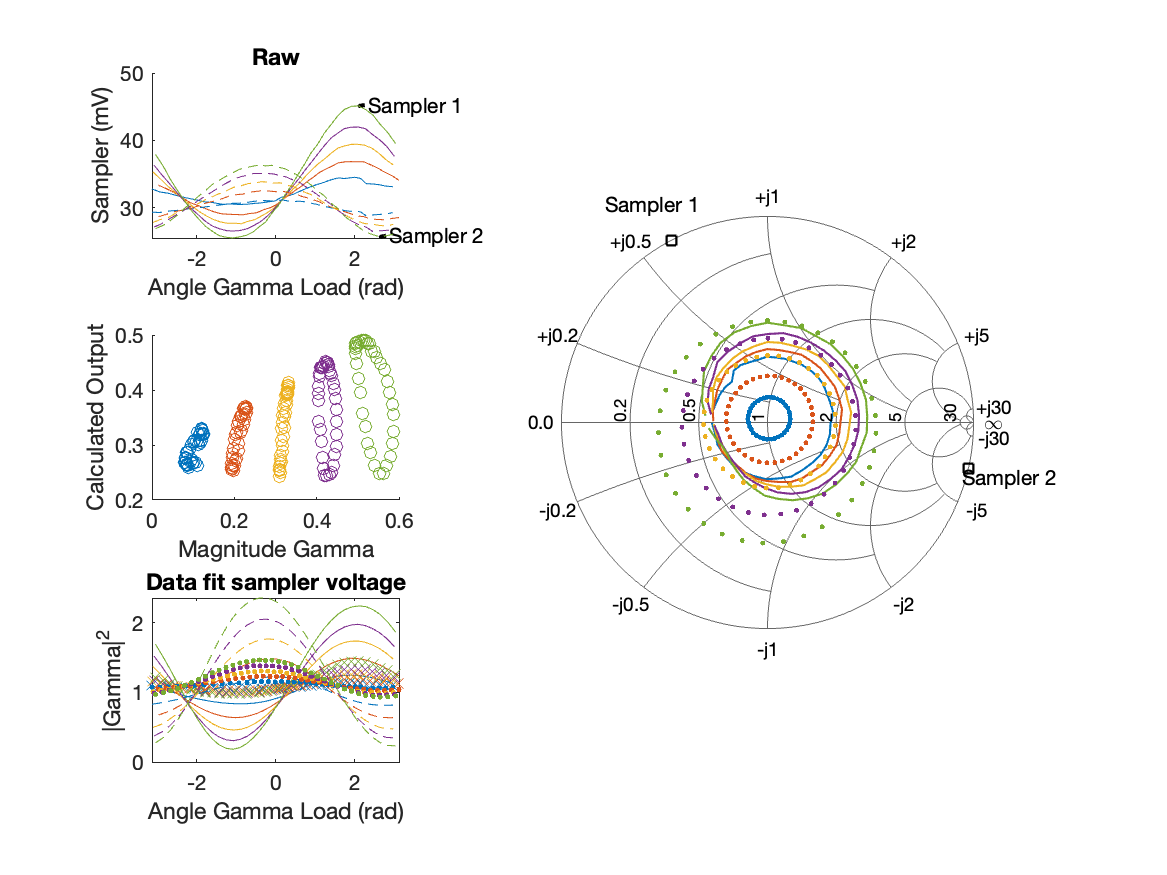 Raw
50
40
30
Sampler (mV)
Sampler 1
Sampler 2
-2 0 2
Angle Gamma Load (rad)
0.5
0.4
0.3
0.2
Calculated Output
0 0.2 0.4 0.6
Magnitude Gamma
Data fit sampler voltage
2
1
0
|Gamma|²
-2 0 2
Angle Gamma Load (rad)
+j1
Sampler 1
+j0.5
+j2
+j0.2
+j5
0.0
0.2
0.5
1
2
5
30
+j30
∞
-j30
Sampler 2
-j0.2
-j5
-j0.5
-j2
-j1